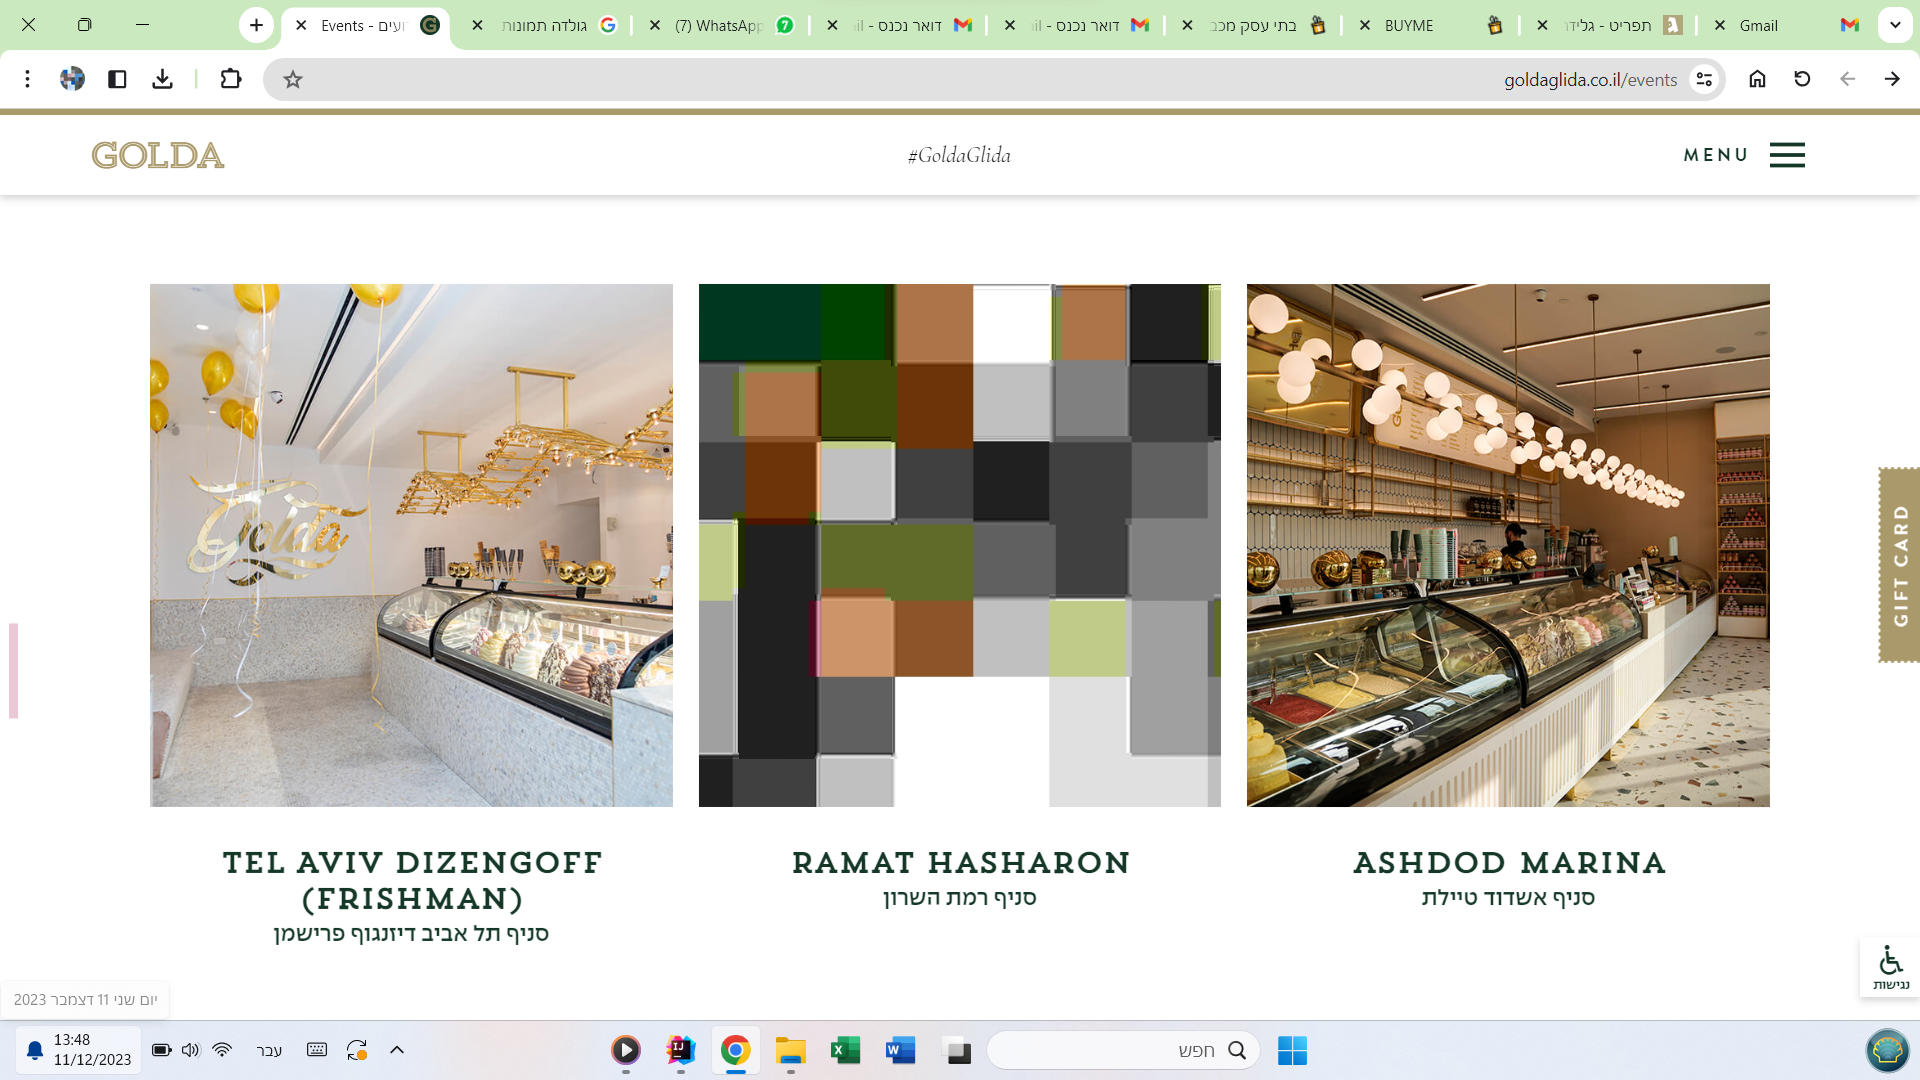 Events - ועים
גולדה תמונות
(7) WhatsApp
דואר נכנס - il
דואר נכנס - il
בתי עסק מכב
BUYME
תפריט - גליד
Gmail
goldaglida.co.il/events
GOLDA
#GoldaGlida
MENU
Golda
GIFT CARD
TEL AVIV DIZENGOFF
(FRISHMAN)
סניף תל אביב דיזנגוף פרישמן
RAMAT HASHARON
סניף רמת השרון
ASHDOD MARINA
סניף אשדוד טיילת
נגישות
יום שני 11 דצמבר 2023
13:48
11/12/2023
עבר
חפש